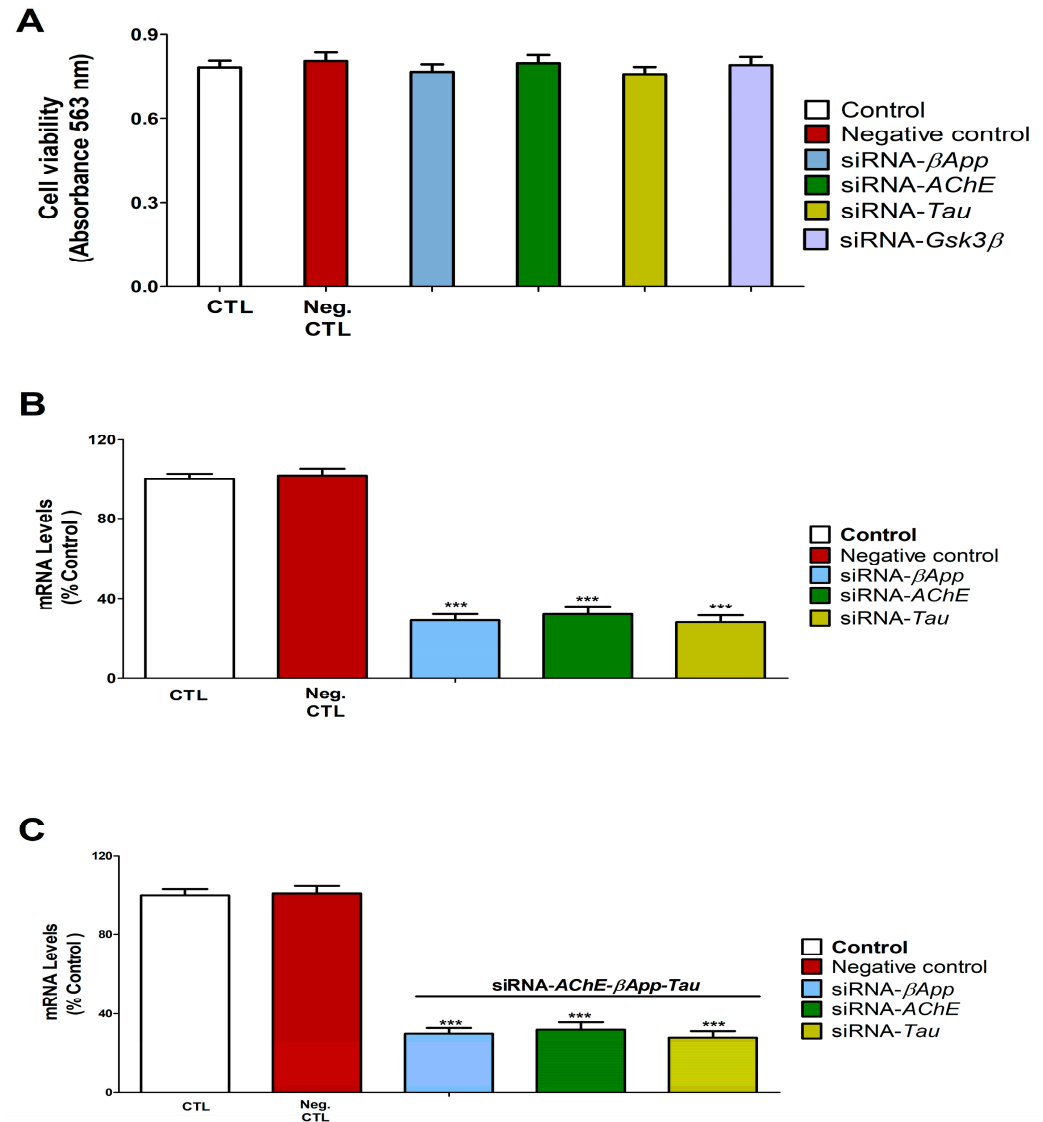 A
Cell viability
(Absorbance 563 nm)
0.9
0.6
0.3
0.0
CTL
Neg.
CTL
Control
Negative control
siRNA-βApp
siRNA-AChE
siRNA-Tau
siRNA-Gsk3β
B
mRNA Levels
(% Control )
120
80
40
0
***
***
***
CTL
Neg.
CTL
Control
Negative control
siRNA-βApp
siRNA-AChE
siRNA-Tau
C
mRNA Levels
(% Control )
120
80
40
0
siRNA-AChE-βApp-Tau
***
***
***
CTL
Neg.
CTL
Control
Negative control
siRNA-βApp
siRNA-AChE
siRNA-Tau